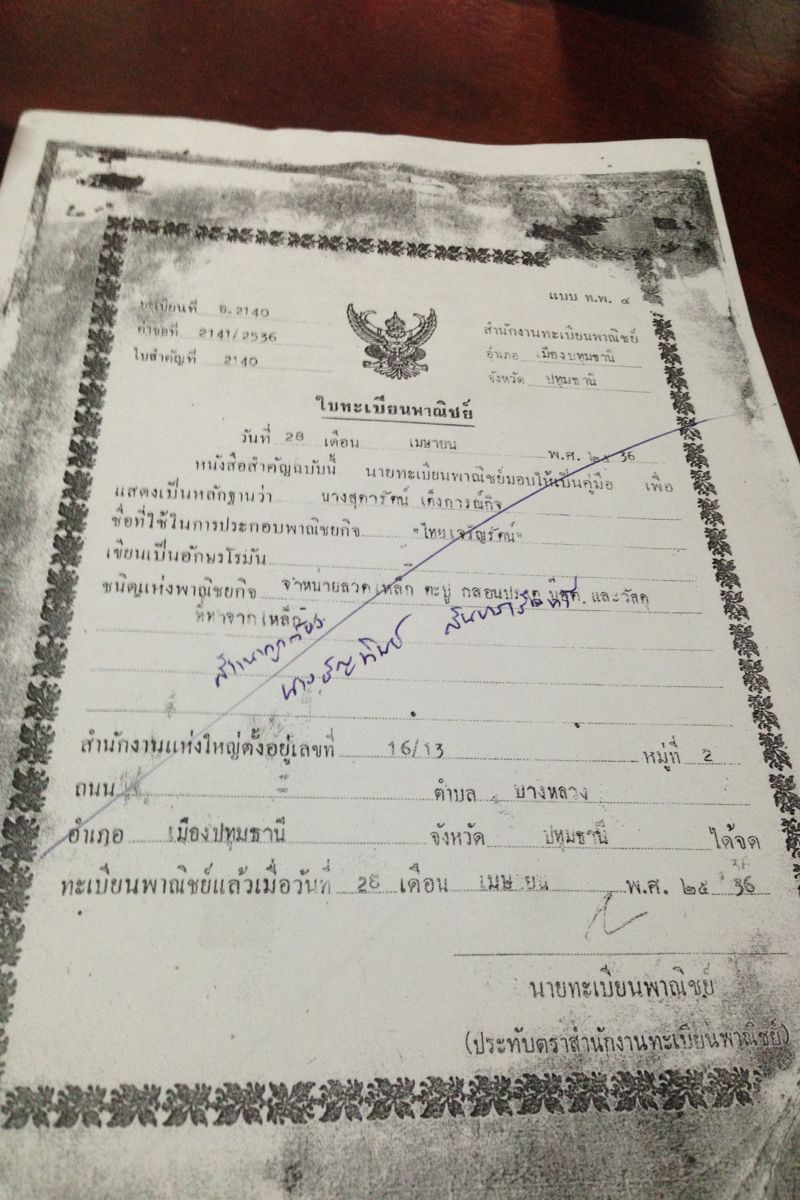 แบบ ท.พ. ๔
ทะเบียนที่ อ.2140
คำขอที่ 2141/2536
ใบสำคัญที่ 2140
สำนักงานทะเบียนพาณิชย์
อำเภอ เมืองปทุมธานี
จังหวัด ปทุมธานี
ใบทะเบียนพาณิชย์
วันที่ 28 เดือน เมษายน พ.ศ. ๒๕ 36
หนังสือสำคัญฉบับนี้ นายทะเบียนพาณิชย์มอบให้เป็นคู่มือ เพื่อ
แสดงเป็นหลักฐานว่า นางสุดารัตน์ เต็งการณ์กิจ
ชื่อที่ใช้ในการประกอบพาณิชยกิจ "ไทยเจริญรัตน์"
เขียนเป็นอักษรโรมัน
ชนิดแห่งพาณิชยกิจ จำหน่ายลวด เหล็ก ตะปู กลอนประตู และวัสดุ
ที่ทำจากเหล็ก
สำเนาถูกต้อง
สำนักงานแห่งใหญ่ตั้งอยู่เลขที่ 16/13 หมู่ที่ 2
ถนน ตำบล บางหลวง
อำเภอ เมืองปทุมธานี จังหวัด ปทุมธานี ได้จด
ทะเบียนพาณิชย์แล้วเมื่อวันที่ 28 เดือน เมษายน พ.ศ. ๒๕ 36
นายทะเบียนพาณิชย์
(ประทับตราสำนักงานทะเบียนพาณิชย์)